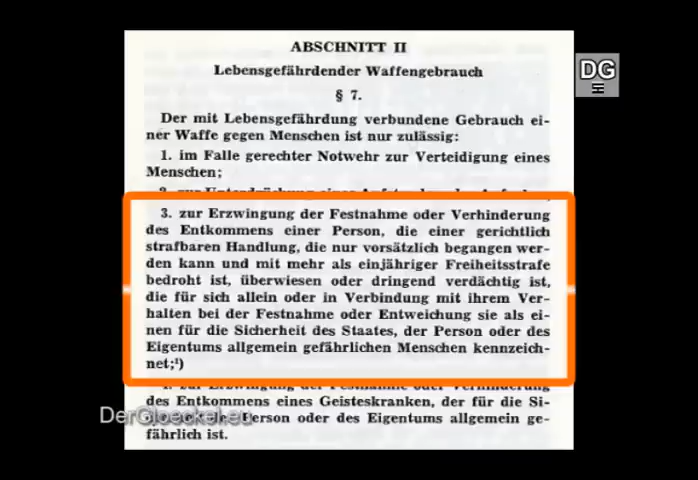 ABSCHNITT II
Lebensgefährdender Waffengebrauch
§ 7.
Der mit Lebensgefährdung verbundene Gebrauch ei-
ner Waffe gegen Menschen ist nur zulässig:
1. im Falle gerechter Notwehr zur Verteidigung eines
Menschen;
3. zur Erzwingung der Festnahme oder Verhinderung
des Entkommens einer Person, die einer gerichtlich
strafbaren Handlung, die nur vorsätzlich begangen wer-
den kann und mit mehr als einjähriger Freiheitsstrafe
bedroht ist, überwiesen oder dringend verdächtig ist,
die für sich allein oder in Verbindung mit ihrem Ver-
halten bei der Festnahme oder Entweichung sie als ei-
nen für die Sicherheit des Staates, der Person oder des
Eigentums allgemein gefährlichen Menschen kennzeich-
net;¹)
des Entkommens eines Geisteskranken, der für die Si-
Person oder des Eigentums allgemein ge-
fährlich ist.
DG
DerGloeckel.eu